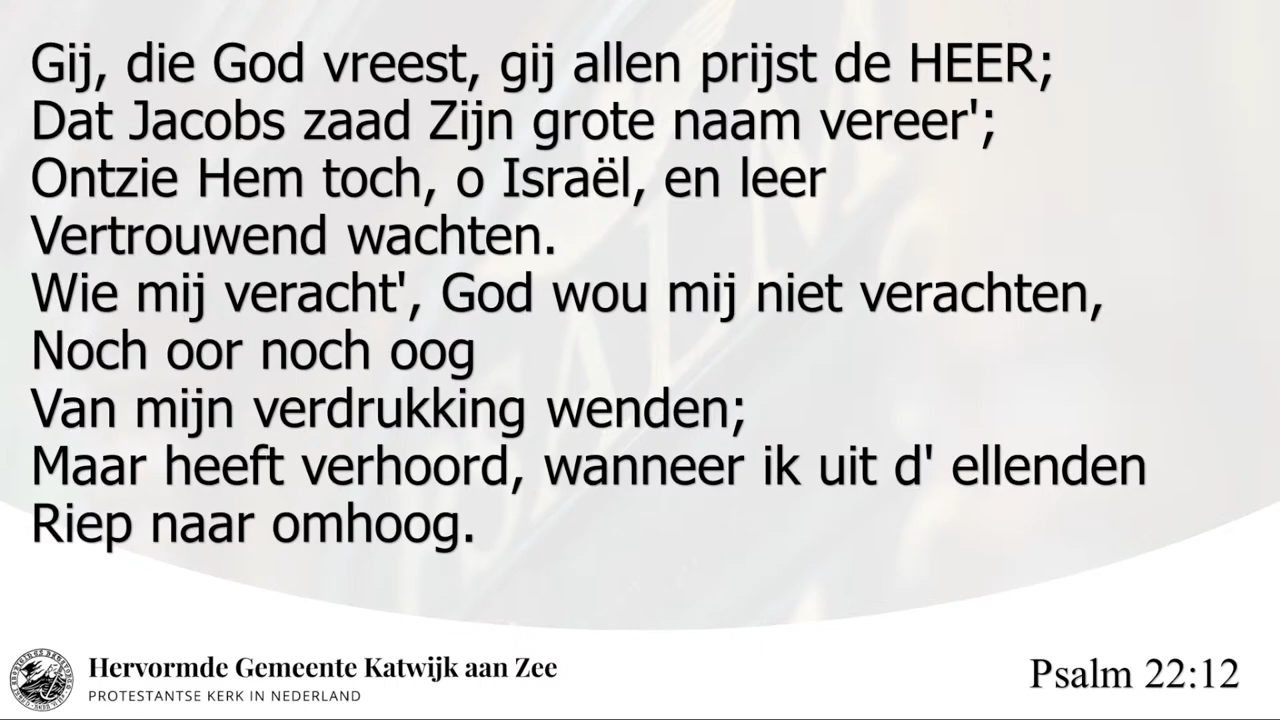 Gij, die God vreest, gij allen prijst de HEER;
Dat Jacobs zaad Zijn grote naam vereer';
Ontzie Hem toch, o Israël, en leer
Vertrouwend wachten.
Wie mij veracht', God wou mij niet verachten,
Noch oor noch oog
Van mijn verdrukking wenden;
Maar heeft verhoord, wanneer ik uit d' ellenden
Riep naar omhoog.
Hervormde Gemeente Katwijk aan Zee
PROTESTANTSE KERK IN NEDERLAND
Psalm 22:12